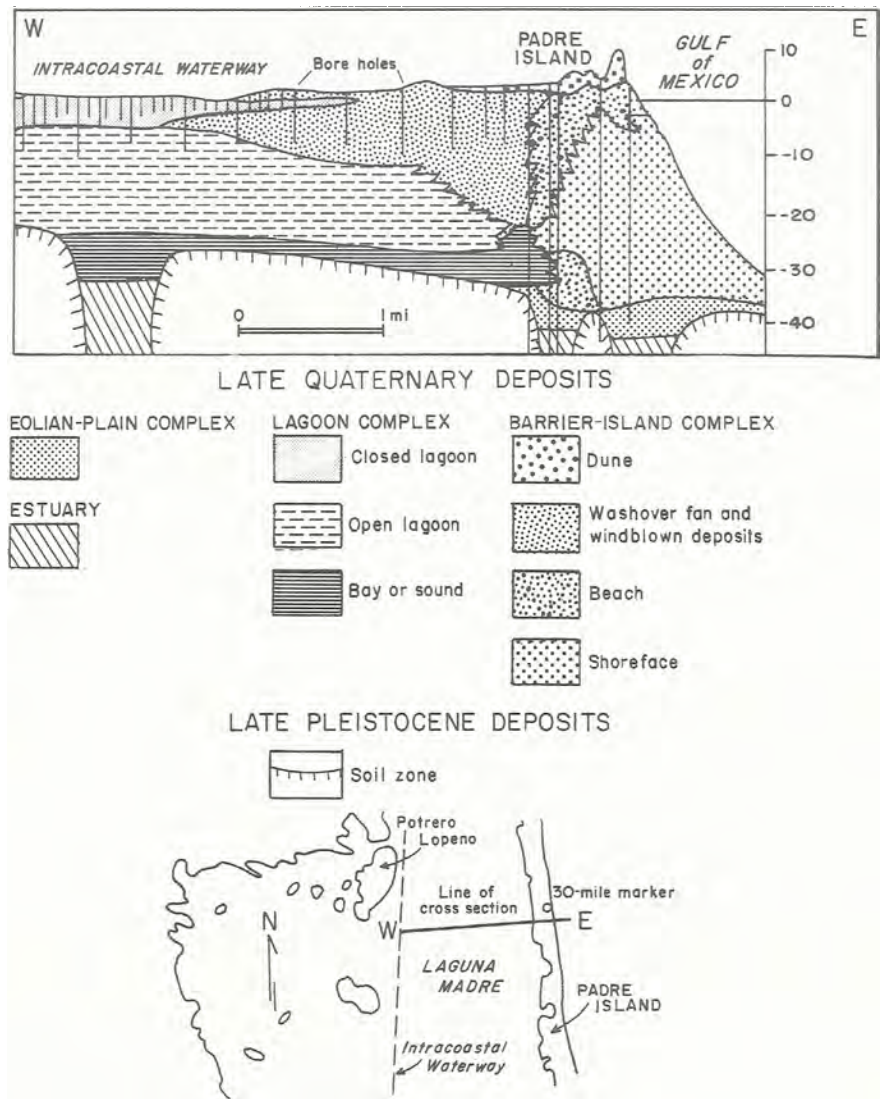 W
E
INTRACOASTAL WATERWAY
Bore holes
PADRE
ISLAND
GULF
of
MEXICO
10
0
-10
-20
-30
-40
0
1 mi
LATE QUATERNARY DEPOSITS
EOLIAN-PLAIN COMPLEX
ESTUARY
LAGOON COMPLEX
Closed lagoon
Open lagoon
Bay or sound
BARRIER-ISLAND COMPLEX
Dune
Washover fan and
windblown deposits
Beach
Shoreface
LATE PLEISTOCENE DEPOSITS
Soil zone
Potrero
Lopeno
Line of
cross section
30-mile marker
N
W
E
LAGUNA
MADRE
PADRE
ISLAND
Intracoastal
Waterway